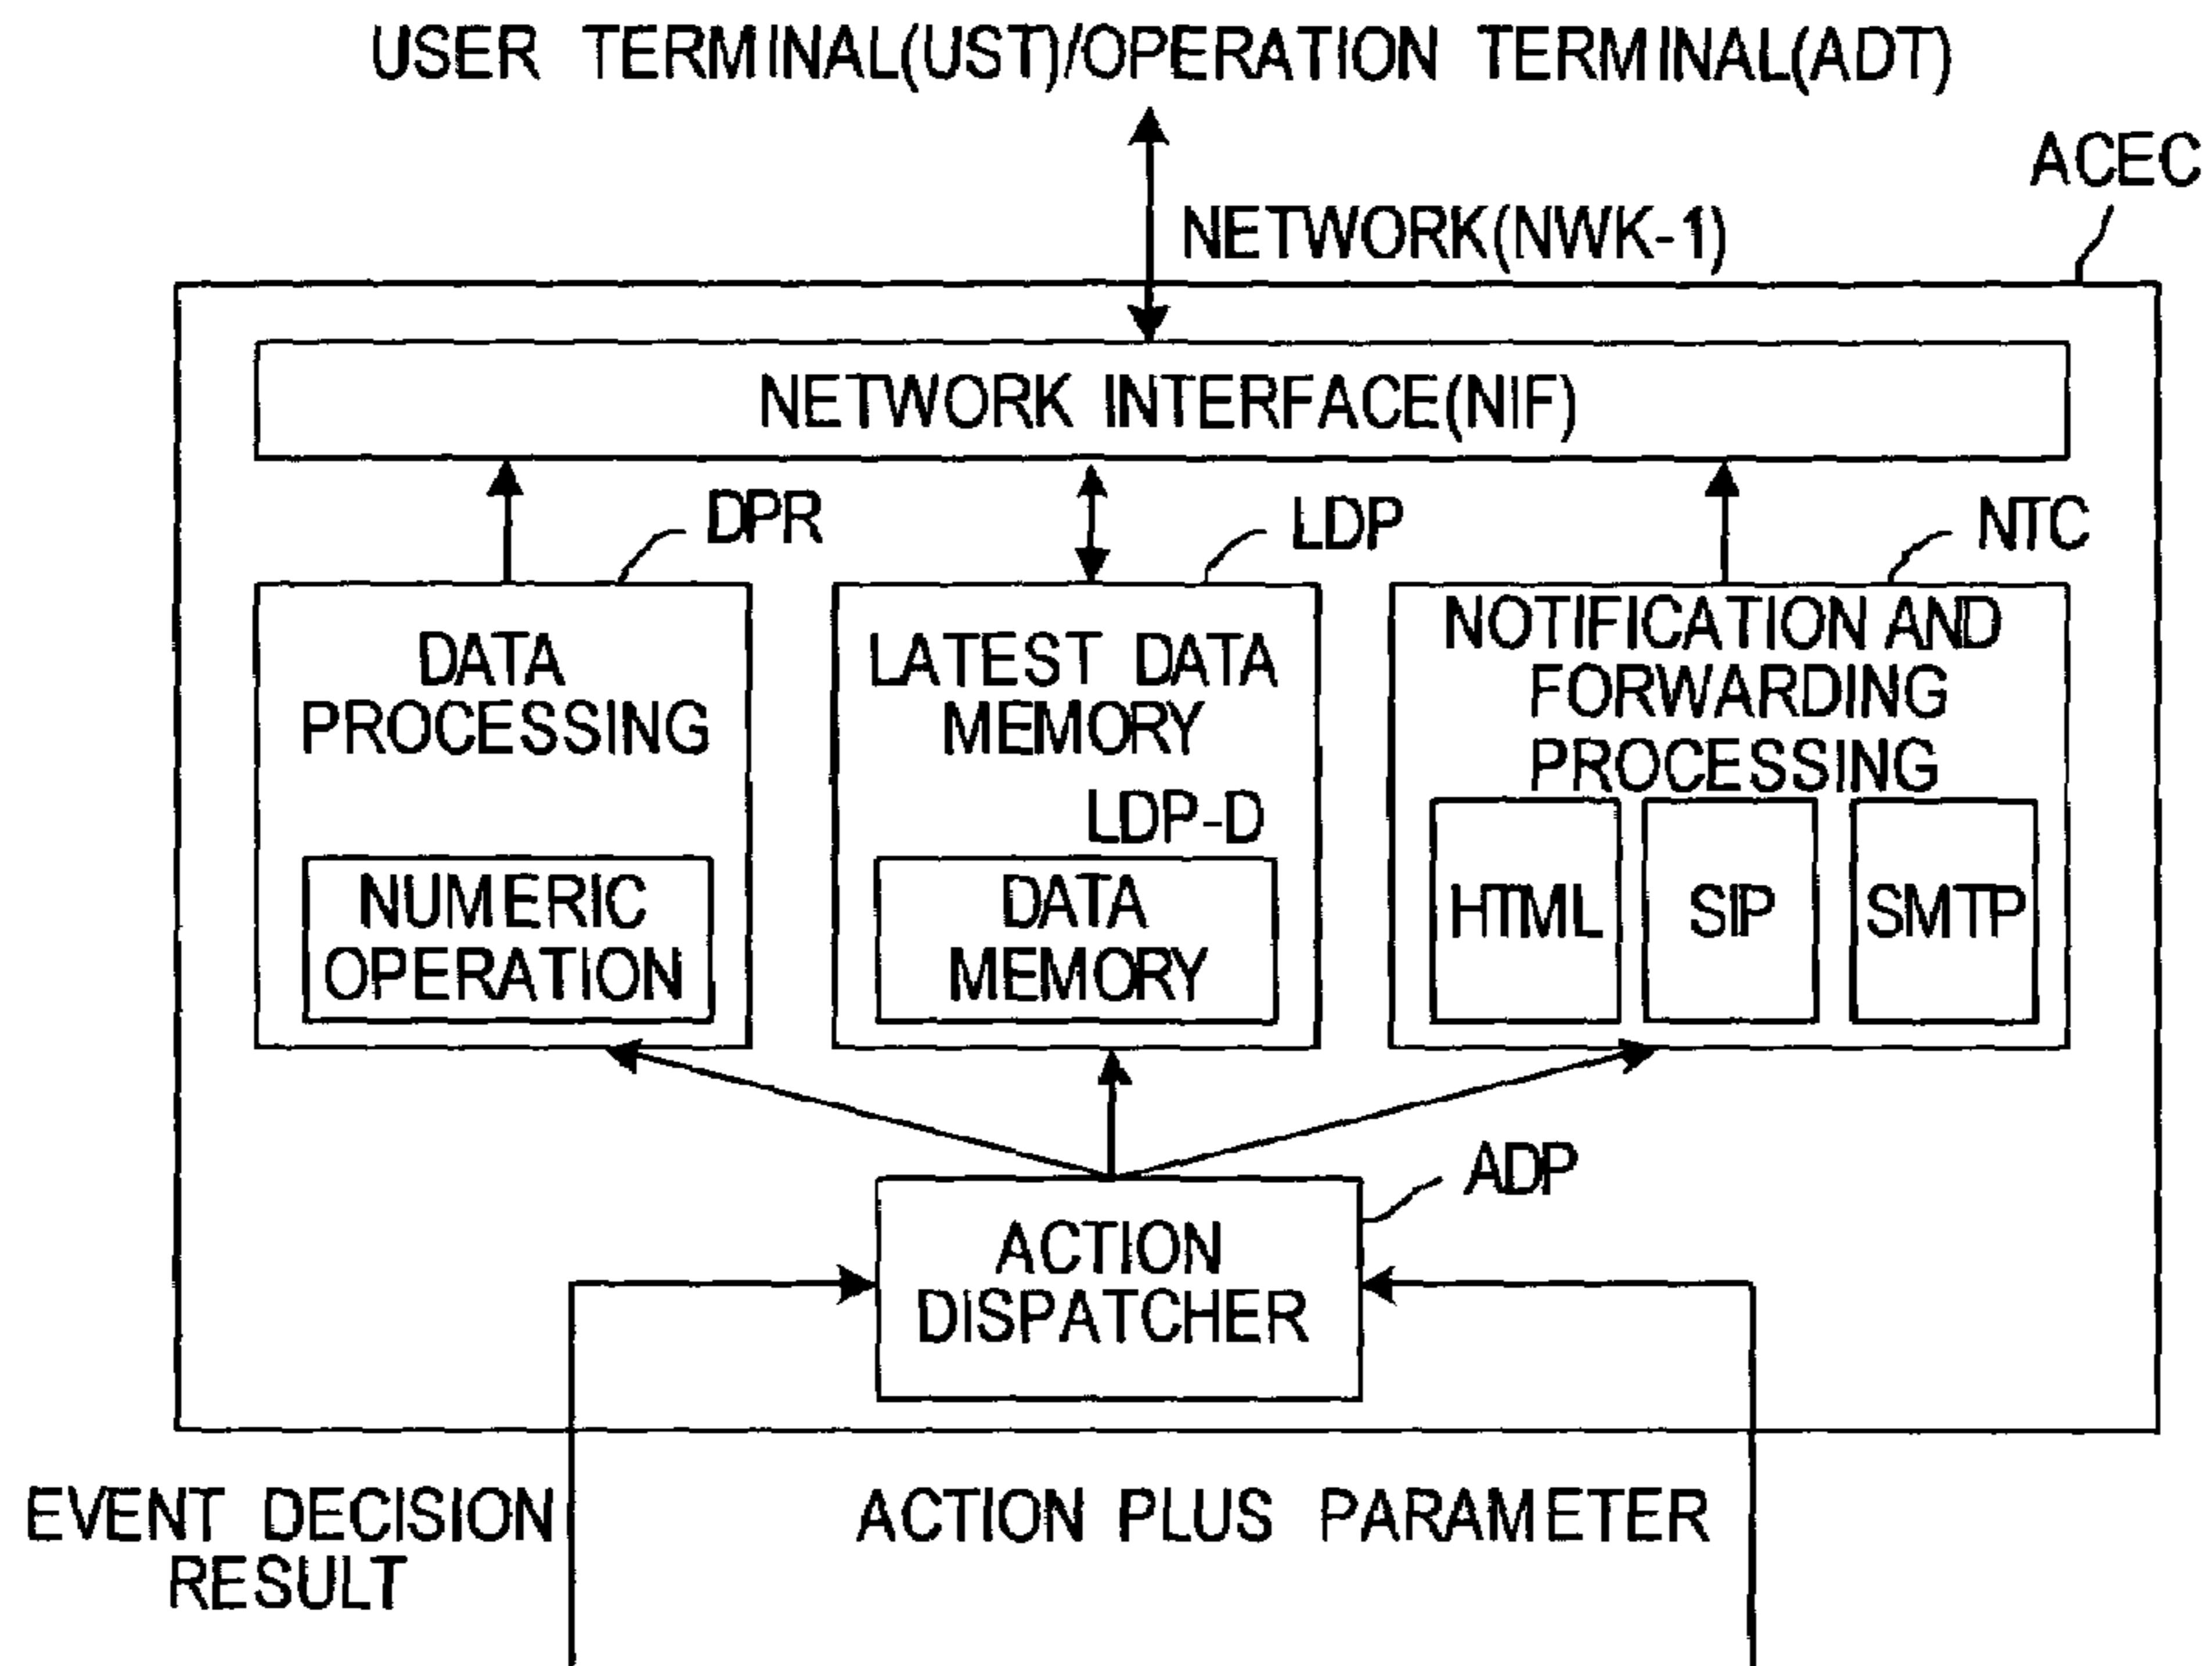 USER TERMINAL(UST)/OPERATION TERMINAL(ADT)
ACEC
NETWORK(NWK-1)
NETWORK INTERFACE(NIF)
DPR
LDP
NTC
DATA
PROCESSING
NUMERIC
OPERATION
LATEST DATA
MEMORY
LDP-D
DATA
MEMORY
NOTIFICATION AND
FORWARDING
PROCESSING
HTML
SIP
SMTP
ADP
ACTION
DISPATCHER
EVENT DECISION
RESULT
ACTION PLUS PARAMETER